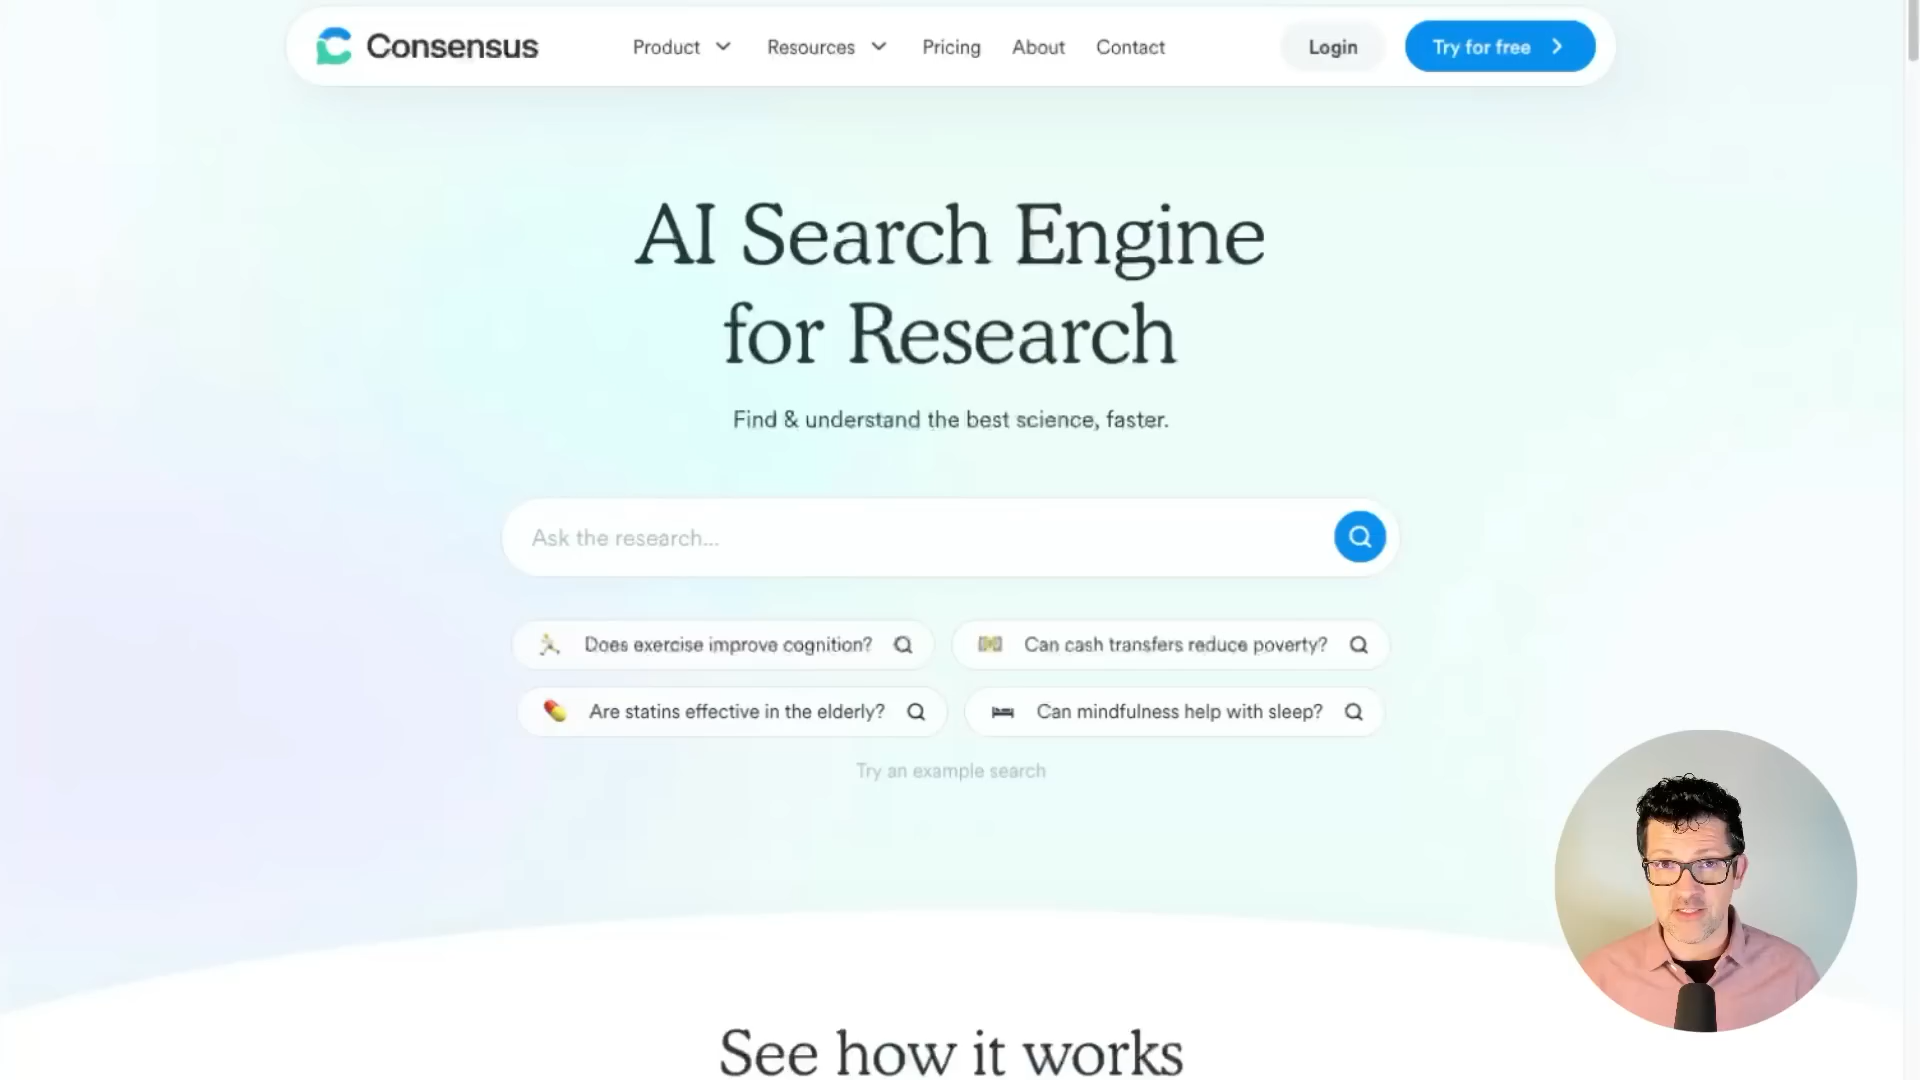 Consensus
Product
Resources
Pricing
About
Contact
Login
Try for free
AI Search Engine
for Research
Find & understand the best science, faster.
Ask the research...
Does exercise improve cognition?
Can cash transfers reduce poverty?
Are statins effective in the elderly?
Can mindfulness help with sleep?
Try an example search
See how it works